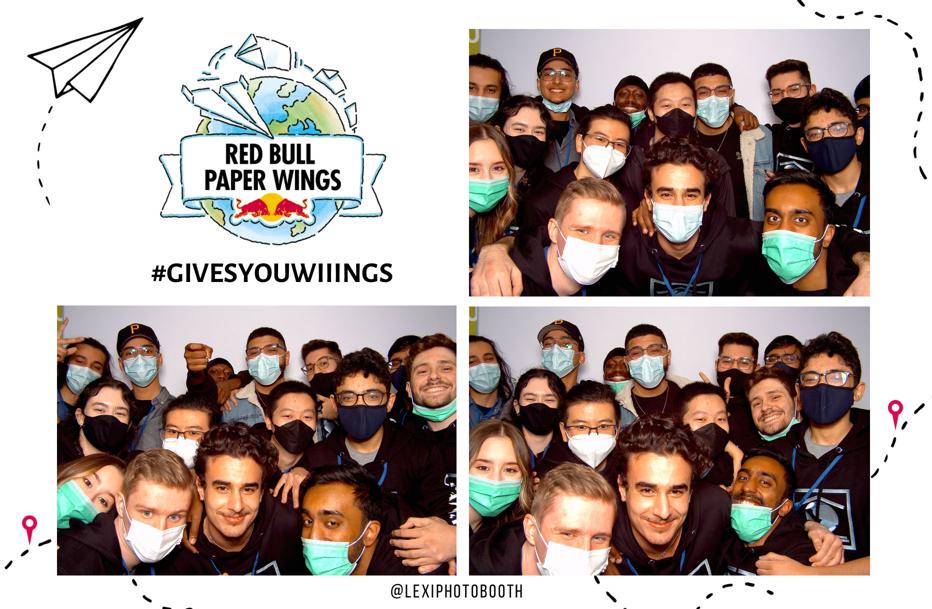 RED BULL
PAPER WINGS
#GIVESYOUWIIINGS
P
P
P
@LEXIPHOTOBOOTH